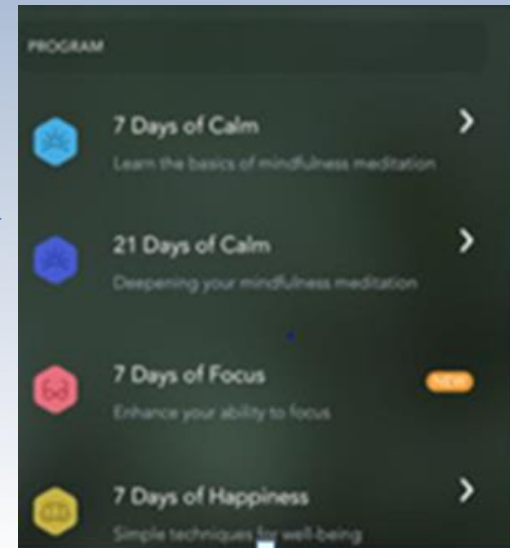 PROGRAM
7 Days of Calm
Learn the basics of mindfulness meditation
21 Days of Calm
Deepening your mindfulness meditation
7 Days of Focus
NEW
Enhance your ability to focus
7 Days of Happiness
Simple techniques for well-being